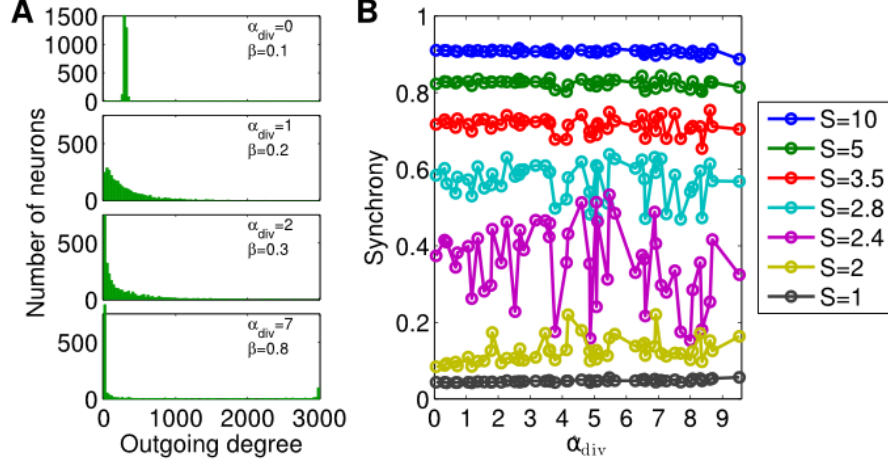 A
B
1500
1000
500
0
α_div=0
β=0.1
500
0
α_div=1
β=0.2
500
0
α_div=2
β=0.3
500
0
α_div=7
β=0.8
0 1000 2000 3000
Outgoing degree
Number of neurons
1
0.8
0.6
0.4
0.2
0
Synchrony
0 1 2 3 4 5 6 7 8 9
α_div
S=10
S=5
S=3.5
S=2.8
S=2.4
S=2
S=1